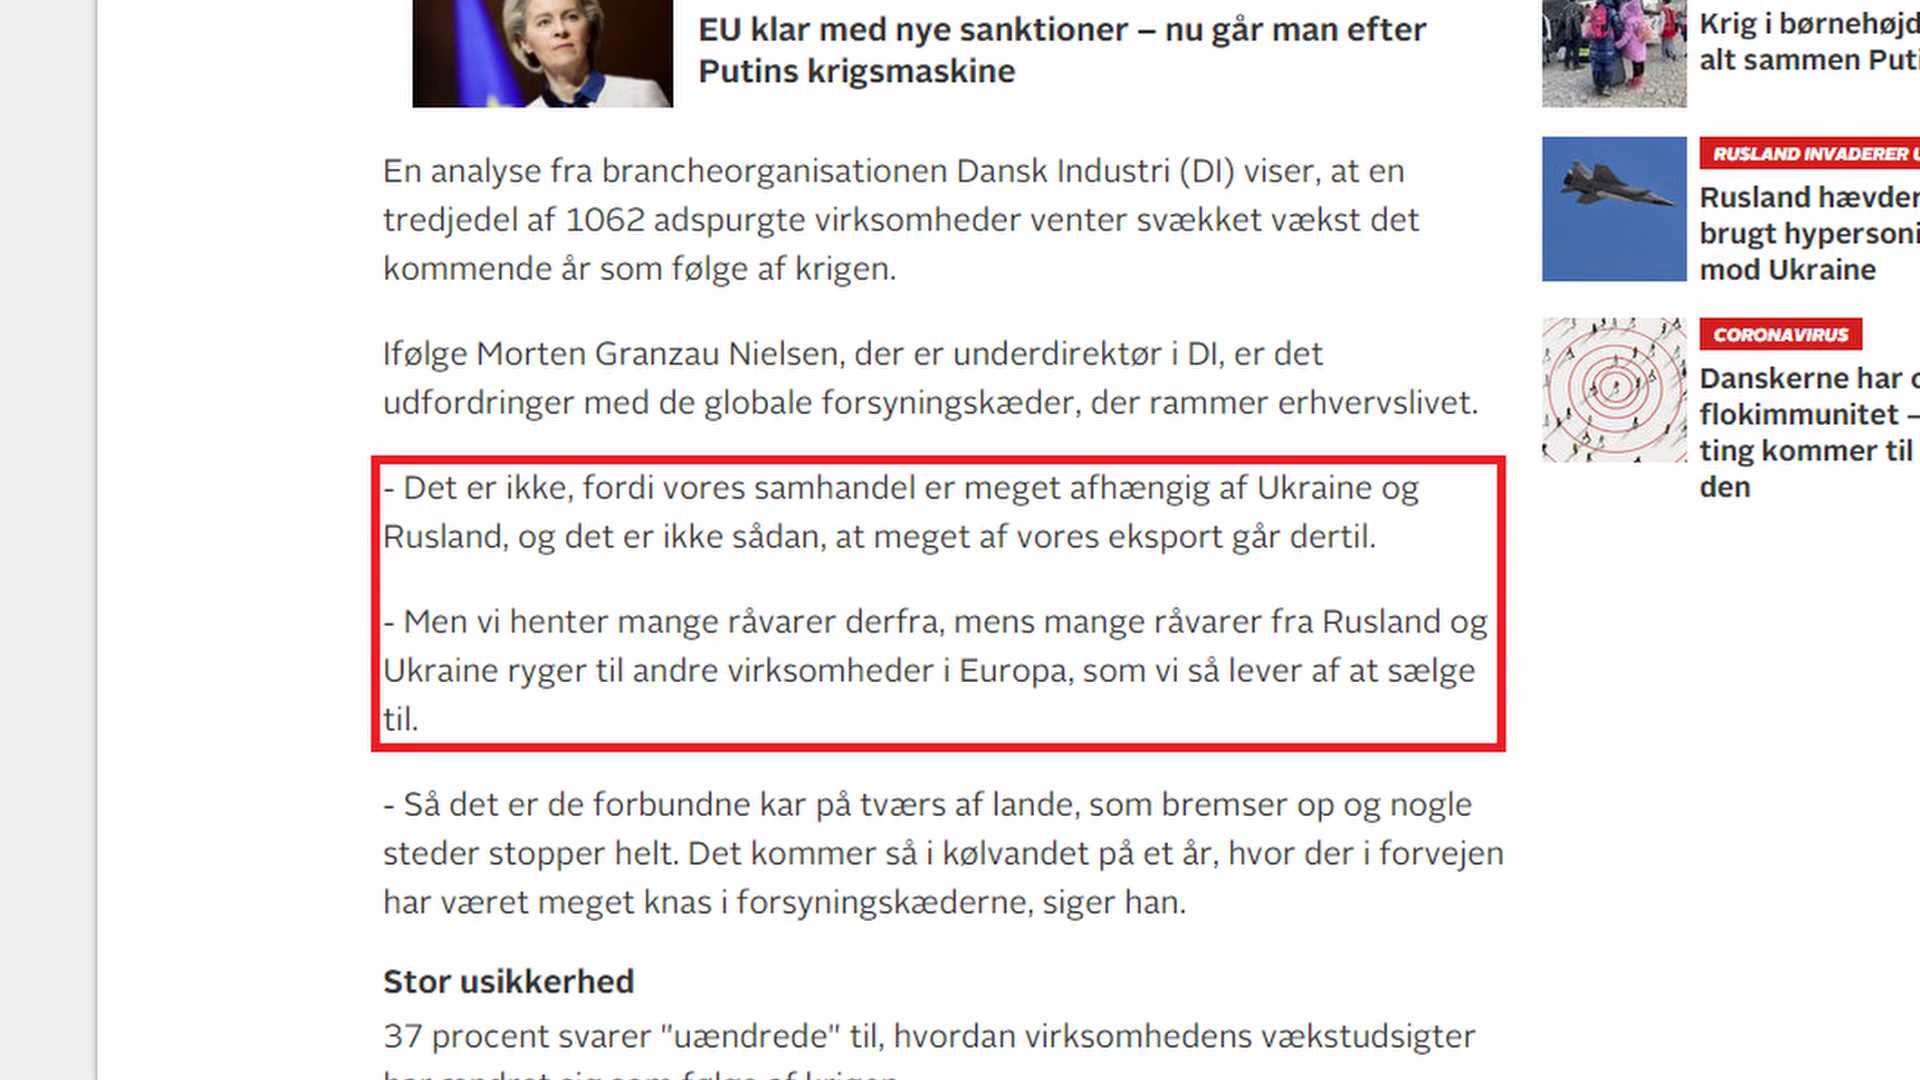 EU klar med nye sanktioner – nu går man efter
Putins krigsmaskine
En analyse fra brancheorganisationen Dansk Industri (DI) viser, at en
tredjedel af 1062 adspurgte virksomheder venter svækket vækst det
kommende år som følge af krigen.
Ifølge Morten Granzau Nielsen, der er underdirektør i DI, er det
udfordringer med de globale forsyningskæder, der rammer erhvervslivet.
- Det er ikke, fordi vores samhandel er meget afhængig af Ukraine og
Rusland, og det er ikke sådan, at meget af vores eksport går dertil.
- Men vi henter mange råvarer derfra, mens mange råvarer fra Rusland og
Ukraine ryger til andre virksomheder i Europa, som vi så lever af at sælge
til.
- Så det er de forbundne kar på tværs af lande, som bremser op og nogle
steder stopper helt. Det kommer så i kølvandet på et år, hvor der i forvejen
har været meget knas i forsyningskæderne, siger han.
Stor usikkerhed
37 procent svarer "uændrede" til, hvordan virksomhedens vækstudsigter
har ændret sig som følge af krigen
Krig i børnehøjd
alt sammen Puti
RUSLAND INVADERER
Rusland hævder
brugt hypersoni
mod Ukraine
CORONAVIRUS
Danskerne har
flokimmunitet –
ting kommer til
den